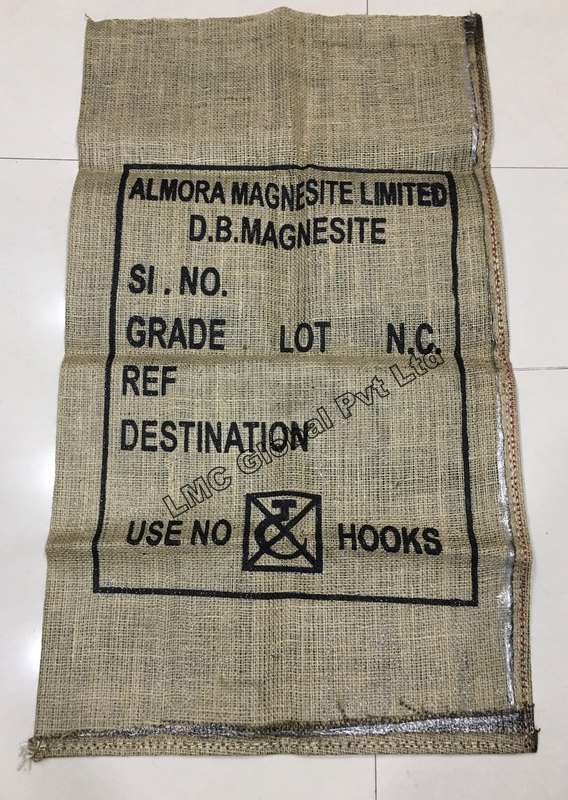 ALMORA MAGNESITE LIMITED
D.B.MAGNESITE
SI . NO.
GRADE LOT N.C.
REF
DESTINATION
LMC Global Pvt Ltd
USE NO HOOKS